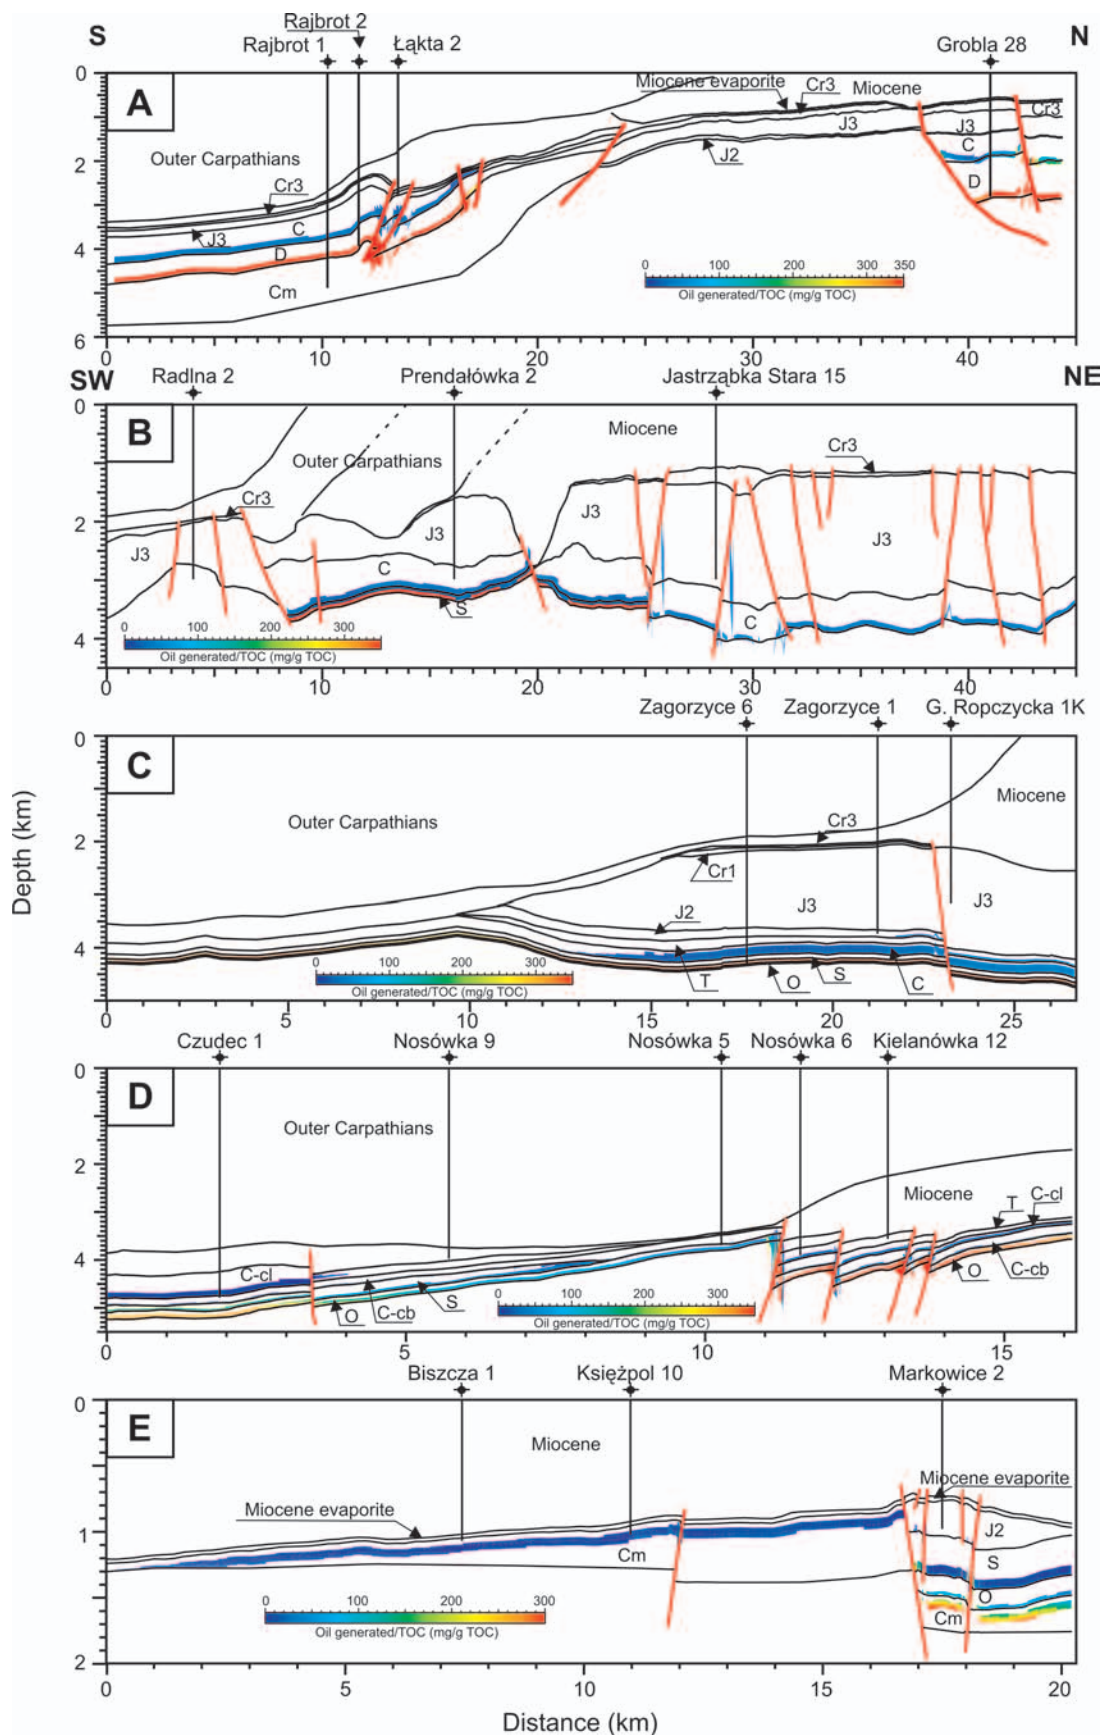 S
Rajbrot 2
Rajbrot 1
Łąkta 2
Grobla 28
N
A
Outer Carpathians
Miocene evaporite
Cr3
Miocene
J3
J3
Cr3
C
D
J2
Cr3
J3
C
D
Cm
0 100 200 300 350
Oil generated/TOC (mg/g TOC)
0
2
4
6
0 10 20 30 40
SW
Radlna 2
Prendałówka 2
Jastrząbka Stara 15
NE
B
Outer Carpathians
Miocene
Cr3
Cr3
J3
J3
J3
J3
C
S
C
0 100 200 300
Oil generated/TOC (mg/g TOC)
0
2
4
0 10 20 30 40
Zagorzyce 6
Zagorzyce 1
G. Ropczycka 1K
C
Outer Carpathians
Miocene
Cr3
Cr1
J2
J3
J3
T
O
S
C
0 100 200 300
Oil generated/TOC (mg/g TOC)
0
2
4
0 5 10 15 20 25
Depth (km)
Czudec 1
Nosówka 9
Nosówka 5
Nosówka 6
Kielanówka 12
D
Outer Carpathians
Miocene
T
C-cl
C-cl
O
C-cb
S
O
C-cb
0 100 200 300
Oil generated/TOC (mg/g TOC)
0
2
4
0 5 10 15
Biszcza 1
Księżpol 10
Markowice 2
E
Miocene
Miocene evaporite
Miocene evaporite
J2
S
O
Cm
Cm
0 100 200 300
Oil generated/TOC (mg/g TOC)
0
1
2
0 5 10 15 20
Distance (km)